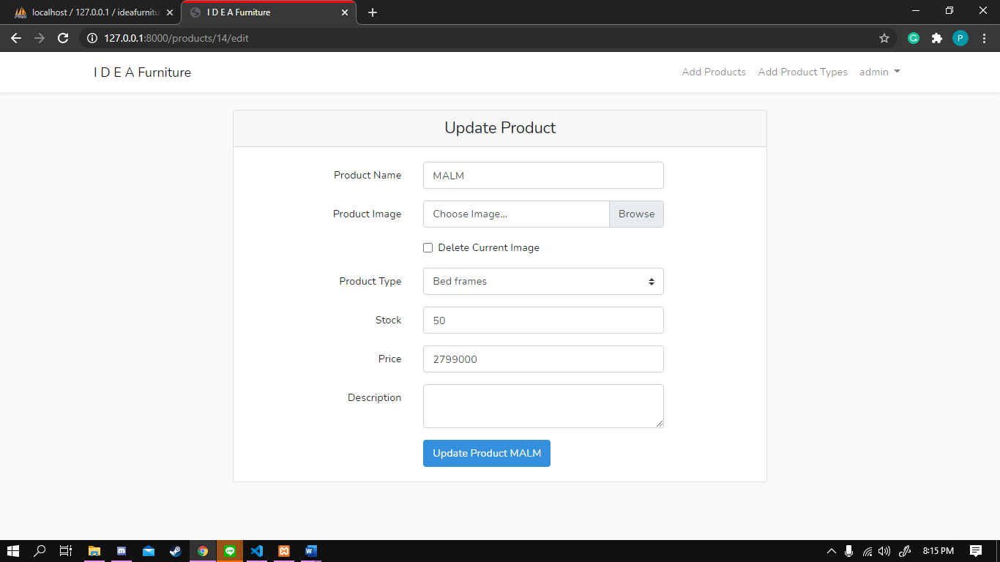 localhost / 127.0.0.1 / ideafurnitu
I D E A Furniture
127.0.0.1:8000/products/14/edit
P
I D E A Furniture
Add Products
Add Product Types
admin
Update Product
Product Name
MALM
Product Image
Choose Image...
Browse
Delete Current Image
Product Type
Bed frames
Stock
50
Price
2799000
Description
Update Product MALM
8:15 PM